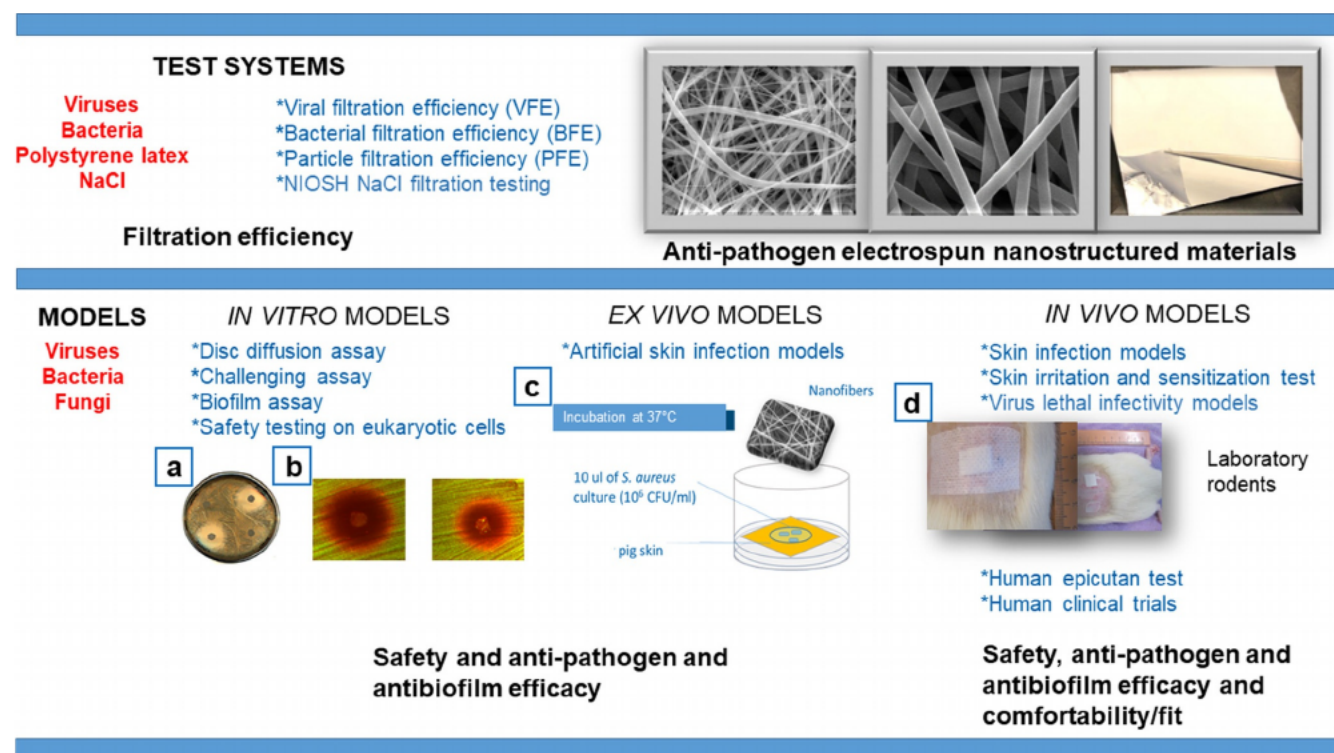 TEST SYSTEMS
Viruses
Bacteria
Polystyrene latex
NaCl
*Viral filtration efficiency (VFE)
*Bacterial filtration efficiency (BFE)
*Particle filtration efficiency (PFE)
*NIOSH NaCl filtration testing
Filtration efficiency
Anti-pathogen electrospun nanostructured materials
MODELS
Viruses
Bacteria
Fungi
IN VITRO MODELS
*Disc diffusion assay
*Challenging assay
*Biofilm assay
*Safety testing on eukaryotic cells
a
b
EX VIVO MODELS
*Artificial skin infection models
c
Incubation at 37°C
Nanofibers
10 ul of S. aureus
culture (10⁶ CFU/ml)
pig skin
IN VIVO MODELS
*Skin infection models
*Skin irritation and sensitization test
*Virus lethal infectivity models
d
Laboratory
rodents
*Human epicutan test
*Human clinical trials
Safety and anti-pathogen and
antibiofilm efficacy
Safety, anti-pathogen and
antibiofilm efficacy and
comfortability/fit